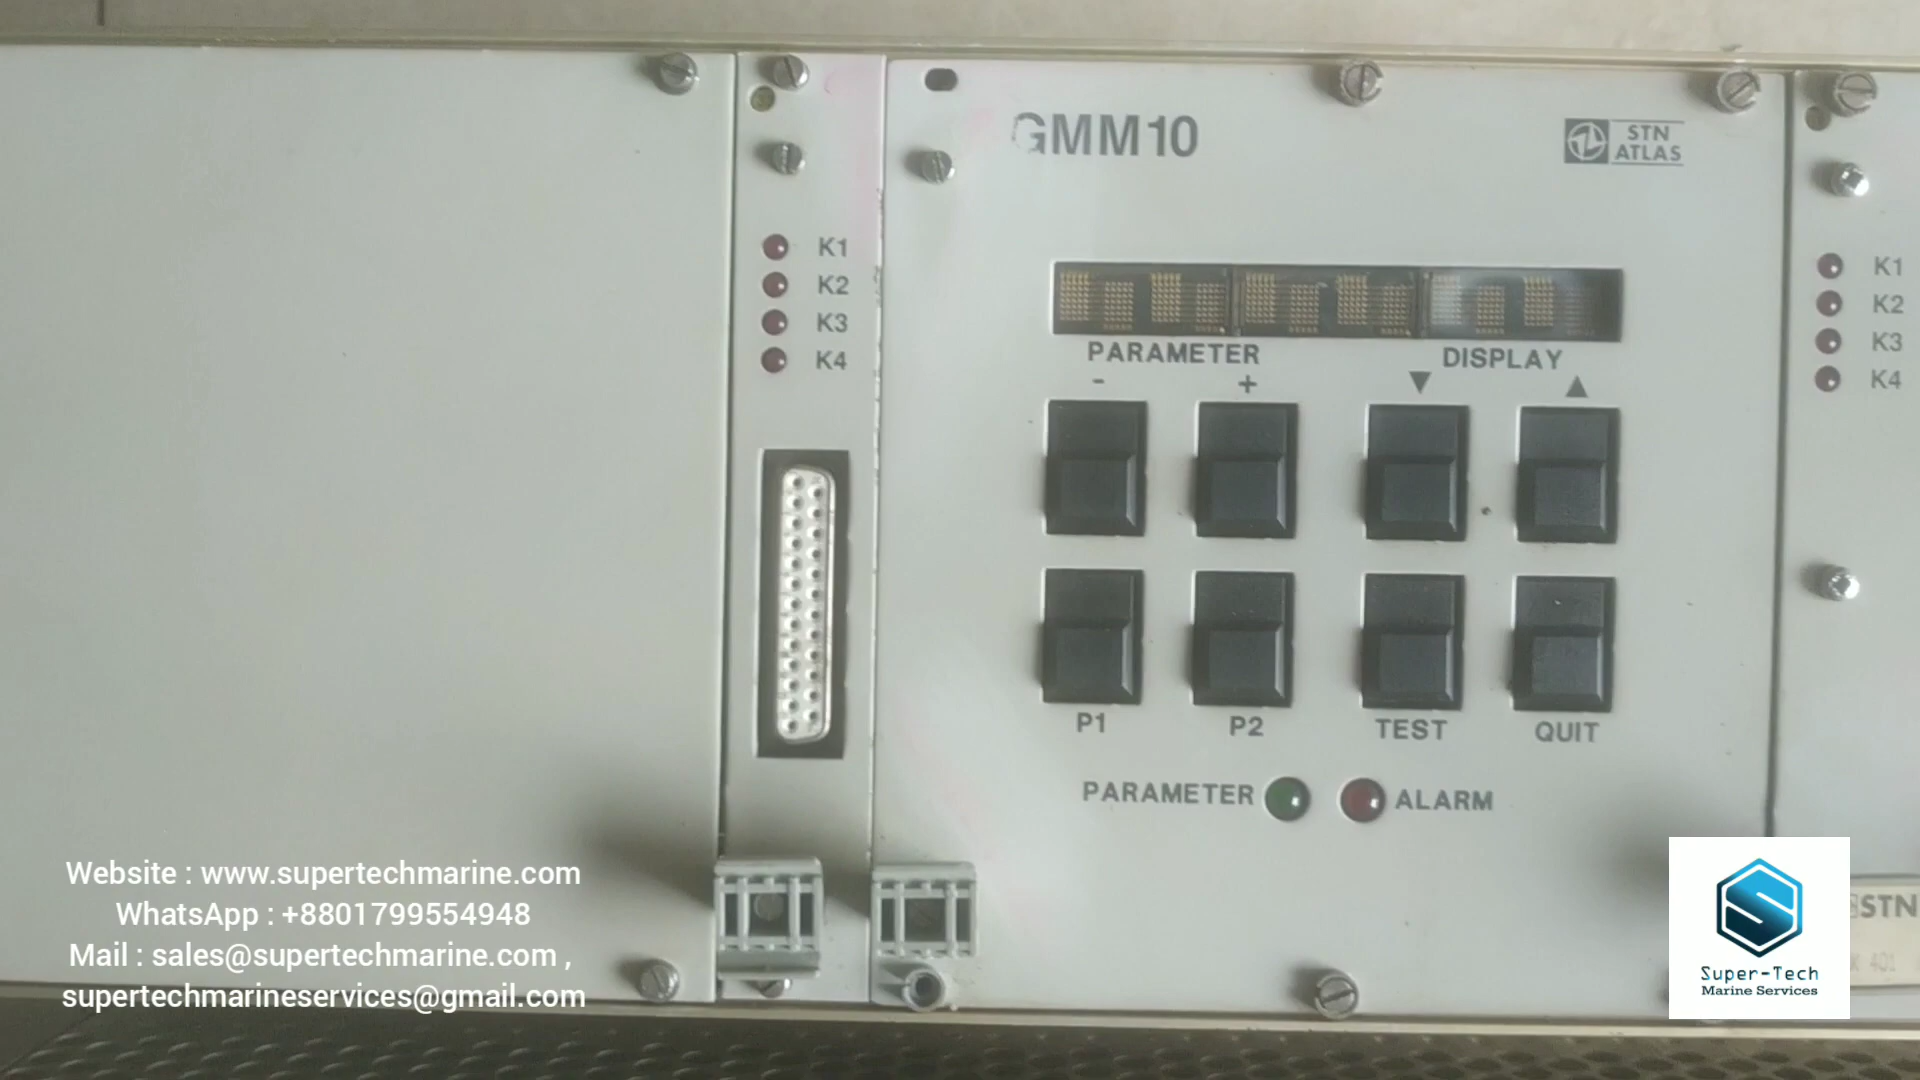 GMM10
STN
ATLAS
K1
K2
K3
K4
PARAMETER
DISPLAY
- + ▼ ▲
P1 P2 TEST QUIT
PARAMETER
ALARM
K1
K2
K3
K4
STN
401
Website : www.supertechmarine.com
WhatsApp : +8801799554948
Mail : sales@supertechmarine.com ,
supertechmarineservices@gmail.com
Super-Tech
Marine Services